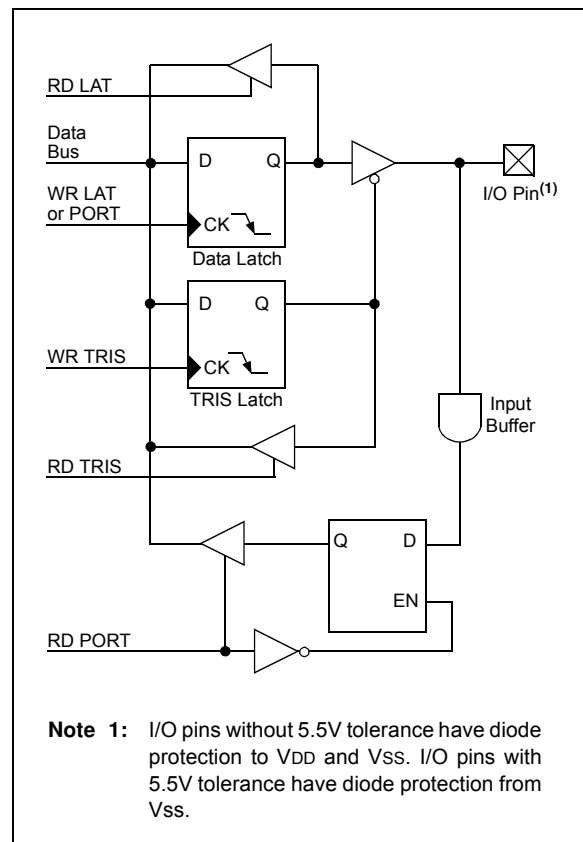 RD LAT
Data
Bus
D Q
WR LAT
or PORT
CK
Data Latch
I/O Pin(1)
D Q
WR TRIS
CK
TRIS Latch
Input
Buffer
RD TRIS
Q D
EN
RD PORT
Note 1: I/O pins without 5.5V tolerance have diode
protection to VDD and VSS. I/O pins with
5.5V tolerance have diode protection from
Vss.